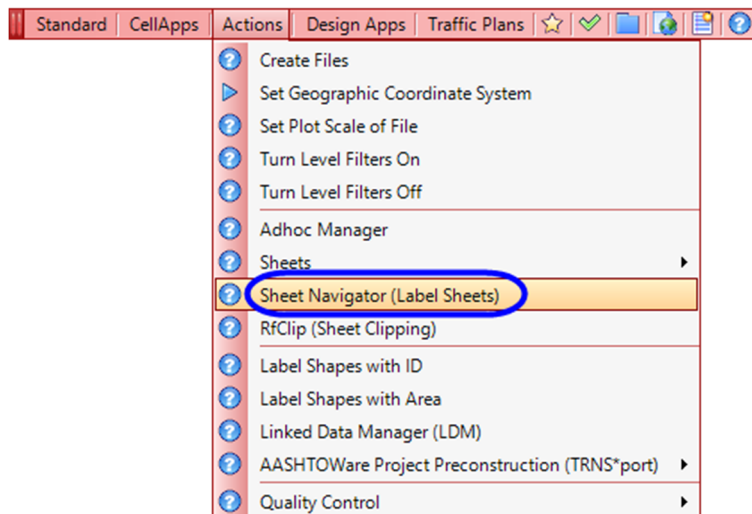 Standard CellApps Actions Design Apps Traffic Plans
Create Files
Set Geographic Coordinate System
Set Plot Scale of File
Turn Level Filters On
Turn Level Filters Off
Adhoc Manager
Sheets
Sheet Navigator (Label Sheets)
RfClip (Sheet Clipping)
Label Shapes with ID
Label Shapes with Area
Linked Data Manager (LDM)
AASHTOWare Project Preconstruction (TRNS*port)
Quality Control